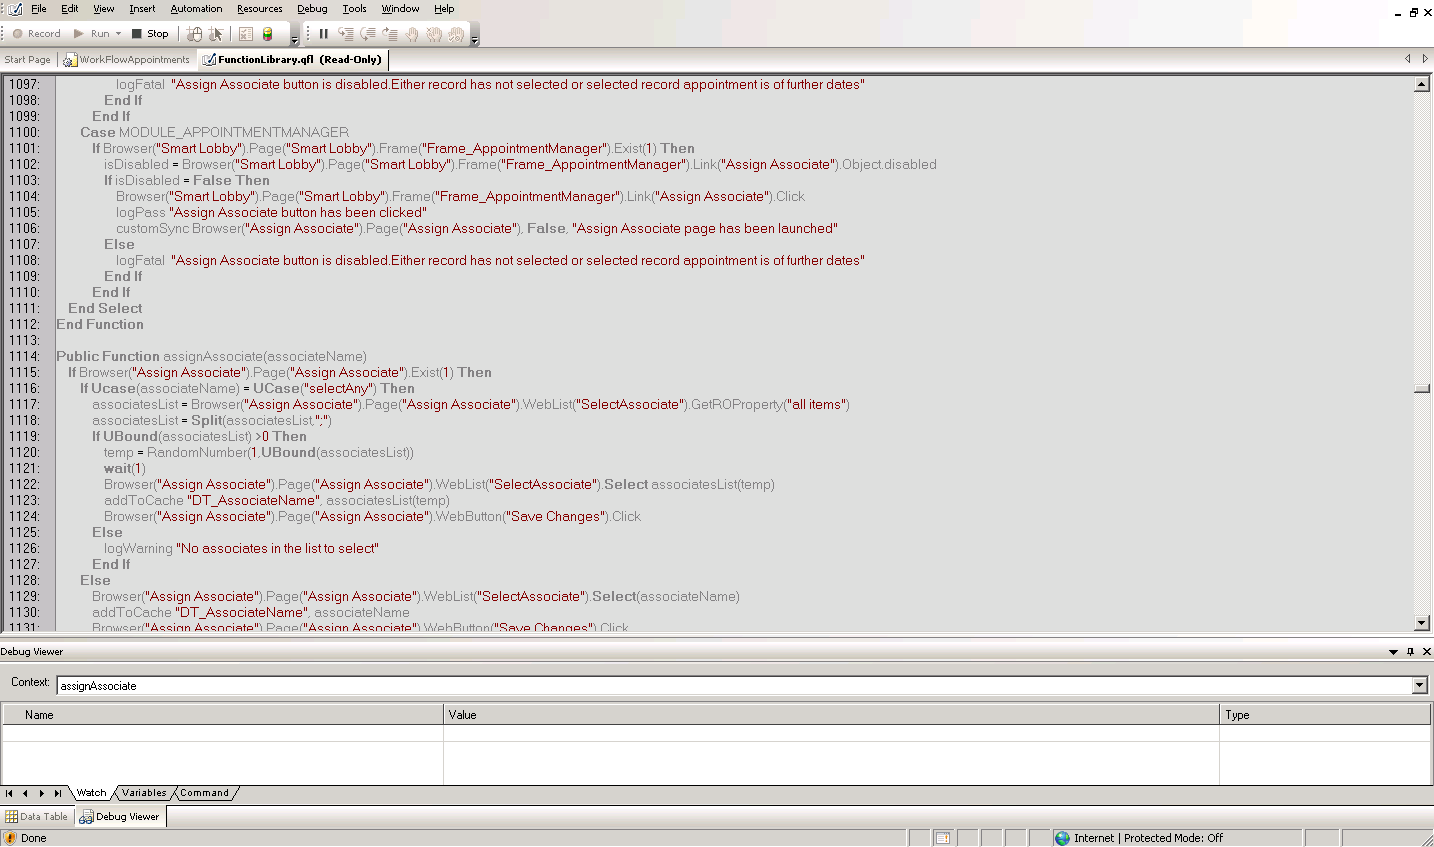 File Edit View Insert Automation Resources Debug Tools Window Help
Record Run Stop
Start Page WorkFlowAppointments FunctionLibrary.qfl (Read-Only)
1097: logFatal "Assign Associate button is disabled.Either record has not selected or selected record appointment is of further dates"
1098: End If
1099: End If
1100: Case MODULE_APPOINTMENTMANAGER
1101: If Browser("Smart Lobby").Page("Smart Lobby").Frame("Frame_AppointmentManager").Exist(1) Then
1102: isDisabled = Browser("Smart Lobby").Page("Smart Lobby").Frame("Frame_AppointmentManager").Link("Assign Associate").Object.disabled
1103: If isDisabled = False Then
1104: Browser("Smart Lobby").Page("Smart Lobby").Frame("Frame_AppointmentManager").Link("Assign Associate").Click
1105: logPass "Assign Associate button has been clicked"
1106: customSync Browser("Assign Associate").Page("Assign Associate"), False, "Assign Associate page has been launched"
1107: Else
1108: logFatal "Assign Associate button is disabled.Either record has not selected or selected record appointment is of further dates"
1109: End If
1110: End If
1111: End Select
1112: End Function
1113:
1114: Public Function assignAssociate(associateName)
1115: If Browser("Assign Associate").Page("Assign Associate").Exist(1) Then
1116: If Ucase(associateName) = UCase("selectAny") Then
1117: associatesList = Browser("Assign Associate").Page("Assign Associate").WebList("SelectAssociate").GetROProperty("all items")
1118: associatesList = Split(associatesList,";")
1119: If UBound(associatesList) >0 Then
1120: temp = RandomNumber(1,UBound(associatesList))
1121: wait(1)
1122: Browser("Assign Associate").Page("Assign Associate").WebList("SelectAssociate").Select associatesList(temp)
1123: addToCache "DT_AssociateName", associatesList(temp)
1124: Browser("Assign Associate").Page("Assign Associate").WebButton("Save Changes").Click
1125: Else
1126: logWarning "No associates in the list to select"
1127: End If
1128: Else
1129: Browser("Assign Associate").Page("Assign Associate").WebList("SelectAssociate").Select(associateName)
1130: addToCache "DT_AssociateName", associateName
1131: Browser("Assign Associate").Page("Assign Associate").WebButton("Save Changes").Click
Debug Viewer
Context: assignAssociate
Name Value Type
Watch Variables Command
Data Table Debug Viewer
Done Internet | Protected Mode: Off